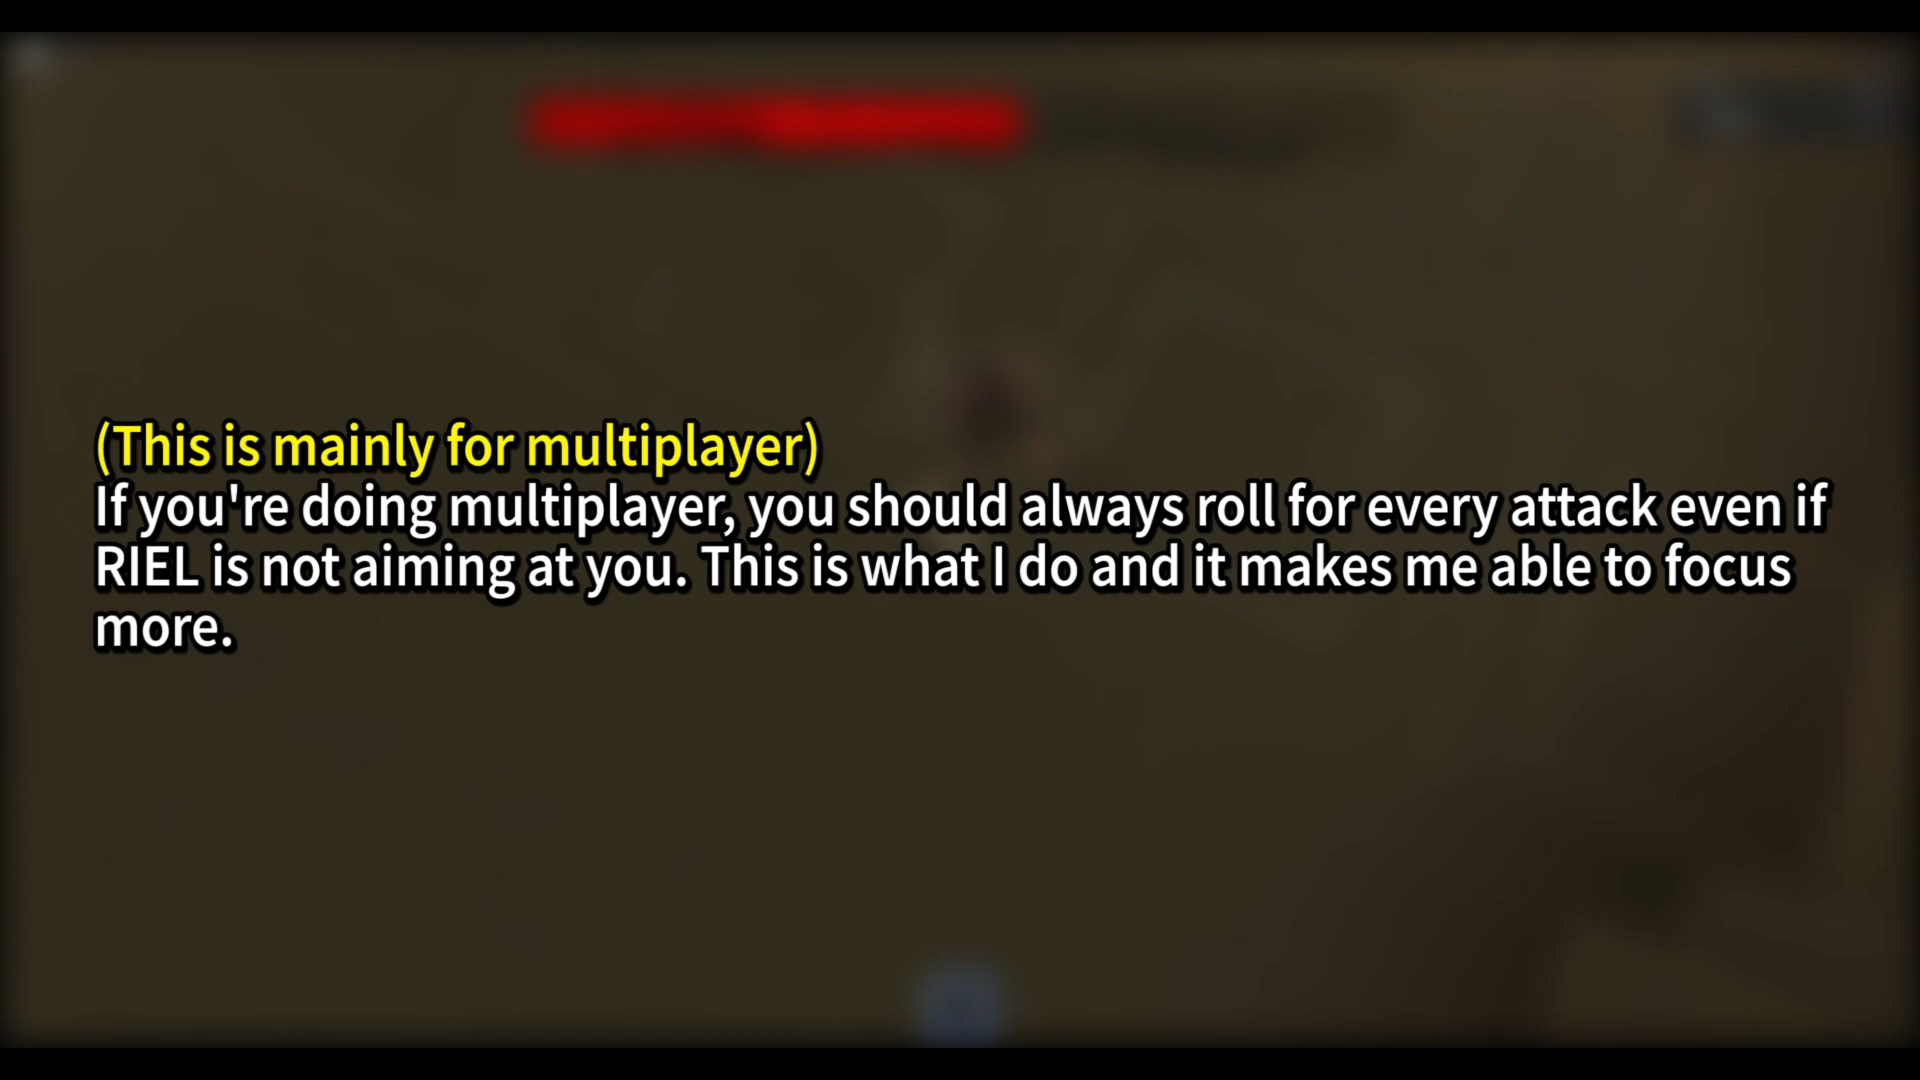 (This is mainly for multiplayer)
If you're doing multiplayer, you should always roll for every attack even if
RIEL is not aiming at you. This is what I do and it makes me able to focus
more.